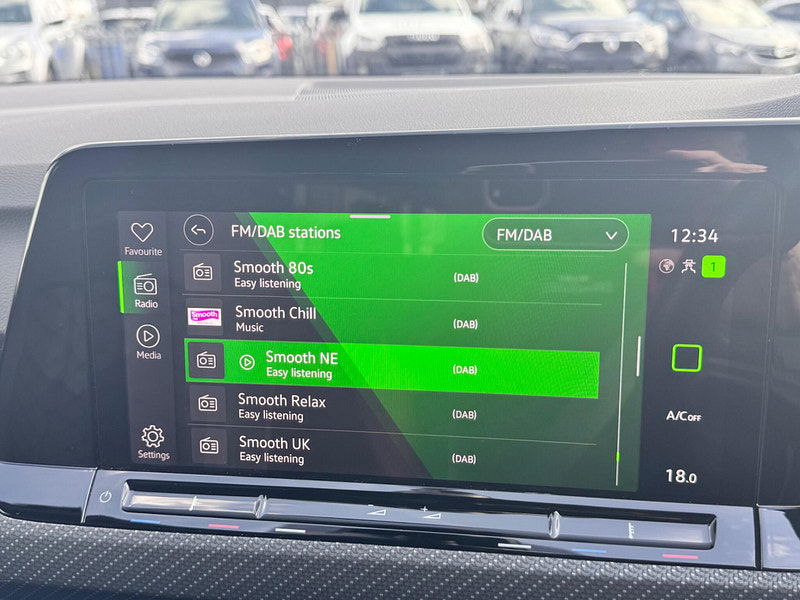 FM/DAB stations
FM/DAB
12:34
Favourite
1
Smooth 80s
Easy listening
(DAB)
Radio
Smooth
Smooth Chill
Music
(DAB)
Media
Smooth NE
Easy listening
(DAB)
Smooth Relax
Easy listening
(DAB)
A/C OFF
Settings
Smooth UK
Easy listening
(DAB)
18.0